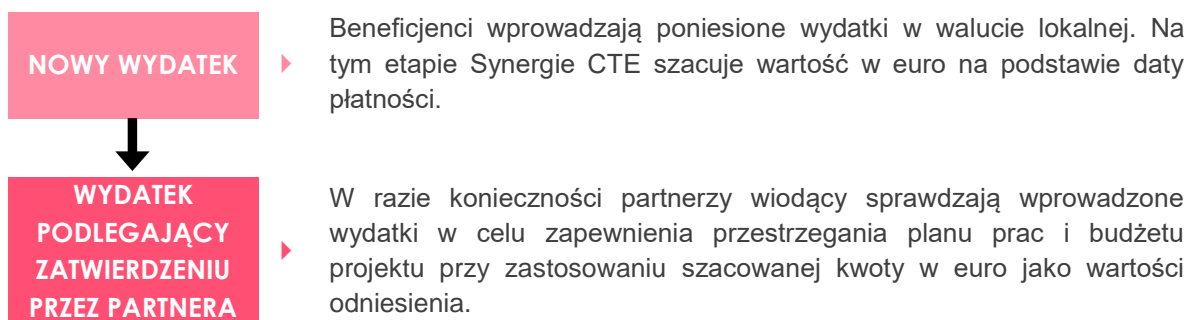 NOWY WYDATEK
Beneficjenci wprowadzają poniesione wydatki w walucie lokalnej. Na
tym etapie Synergie CTE szacuje wartość w euro na podstawie daty
płatności.
WYDATEK
PODLEGAJĄCY
ZATWIERDZENIU
PRZEZ PARTNERA
W razie konieczności partnerzy wiodący sprawdzają wprowadzone
wydatki w celu zapewnienia przestrzegania planu prac i budżetu
projektu przy zastosowaniu szacowanej kwoty w euro jako wartości
odniesienia.